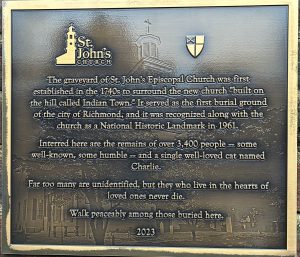 St.
John's
CHURCH
The graveyard of St. John's Episcopal Church was first
established in the 1740s to surround the new church "built on
the hill called Indian Town." It served as the first burial ground
of the city of Richmond, and it was recognized along with the
church as a National Historic Landmark in 1961.
Interred here are the remains of over 3,400 people -- some
well-known, some humble -- and a single well-loved cat named
Charlie.
Far too many are unidentified, but they who live in the hearts of
loved ones never die.
Walk peaceably among those buried here.
2023